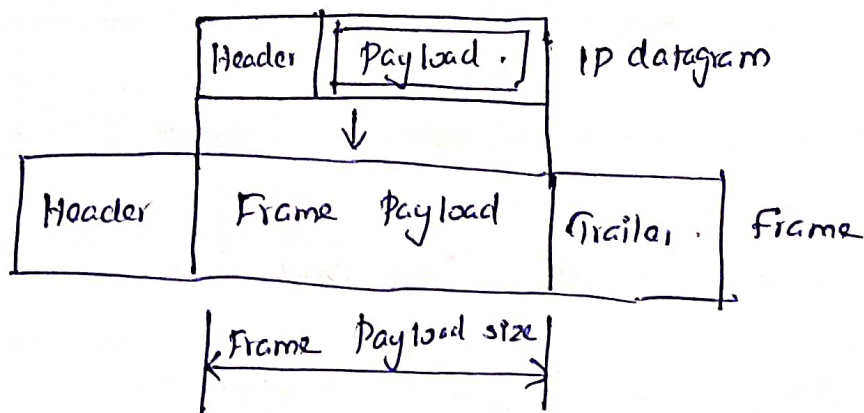 Header Payload. IP datagram
Header Frame Payload Trailer. Frame
Frame Payload size